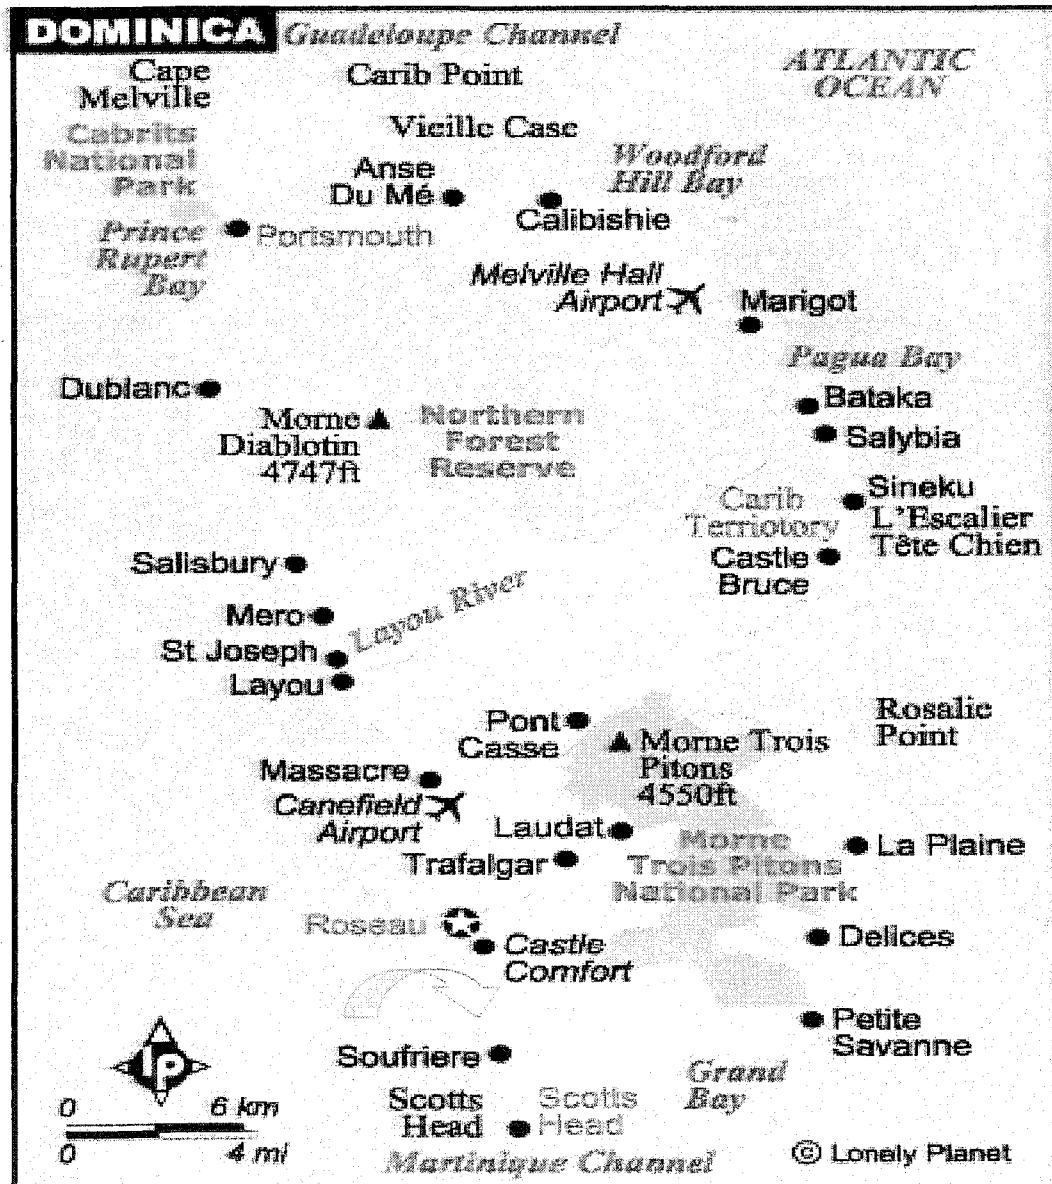 DOMINICA
Guadeloupe Channel
Cape
Melville
Carib Point
ATLANTIC
OCEAN
Cabrits
National
Park
Vieille Case
Anse
Du Mé
Woodford
Hill Bay
Calibishie
Prince
Rupert
Bay
Portsmouth
Melville Hall
Airport
Marigot
Pagua Bay
Dublanc
Bataka
Morne
Diablotin
4747ft
Northern
Forest
Reserve
Salybia
Carib
Terriotory
Sineku
L'Escalier
Tête Chien
Castle
Bruce
Salisbury
Mero
Layou River
St Joseph
Layou
Pont
Casse
Rosalie
Point
Morne Trois
Pitons
4550ft
Massacre
Canefield
Airport
Laudat
Trafalgar
Morne
Trois Pitons
National Park
La Plaine
Caribbean
Sea
Roseau
Castle
Comfort
Delices
Petite
Savanne
lp
Soufriere
Grand
Bay
Scotts
Head
Scotts
Head
0 6 km
0 4 mi
Martinique Channel
© Lonely Planet